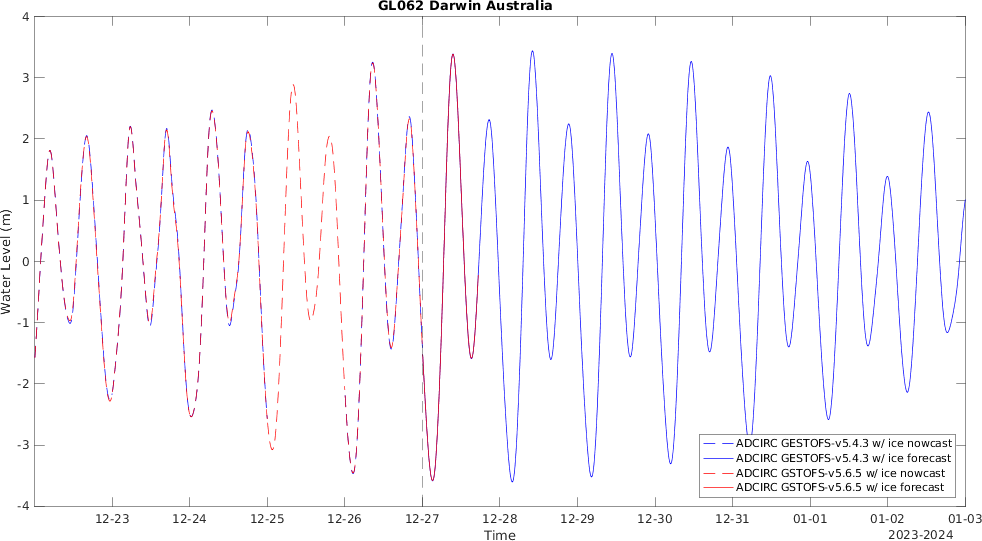 GL062 Darwin Australia
4
3
2
1
0
-1
-2
-3
-4
Water Level (m)
ADCIRC GESTOFS-v5.4.3 w/ ice nowcast
ADCIRC GESTOFS-v5.4.3 w/ ice forecast
ADCIRC GSTOFS-v5.6.5 w/ ice nowcast
ADCIRC GSTOFS-v5.6.5 w/ ice forecast
12-23 12-24 12-25 12-26 12-27 12-28 12-29 12-30 12-31 01-01 01-02 01-03
Time
2023-2024